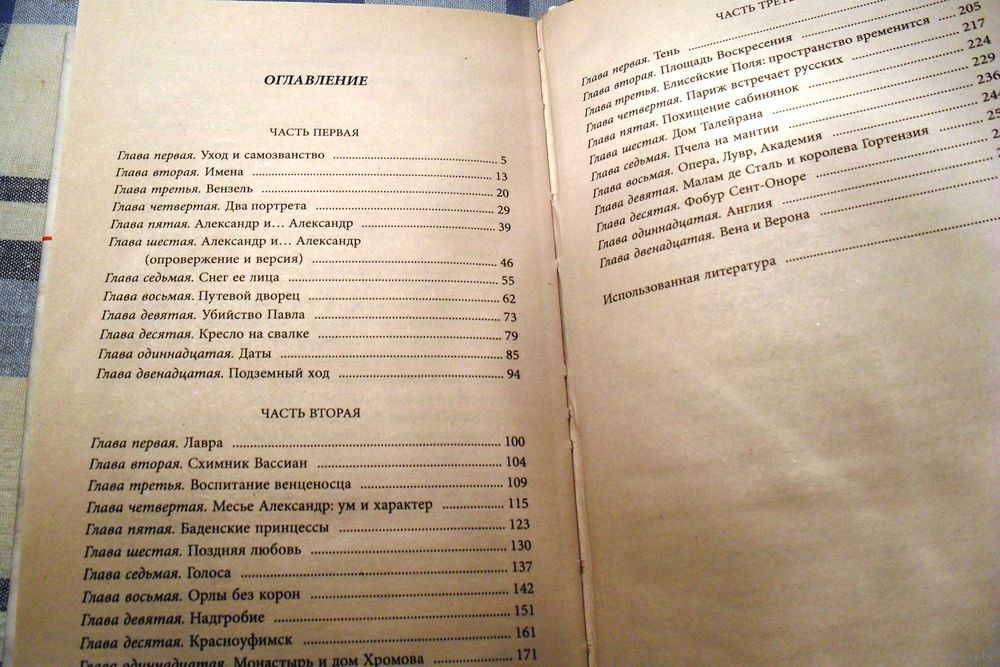 ОГЛАВЛЕНИЕ
ЧАСТЬ ПЕРВАЯ
Глава первая. Уход и самозванство ........ 5
Глава вторая. Имена ........ 13
Глава третья. Вензель ........ 20
Глава четвертая. Два портрета ........ 29
Глава пятая. Александр и… Александр ........ 39
Глава шестая. Александр и… Александр
(опровержение и версия) ........ 46
Глава седьмая. Снег ее лица ........ 55
Глава восьмая. Путевой дворец ........ 62
Глава девятая. Убийство Павла ........ 73
Глава десятая. Кресло на свалке ........ 79
Глава одиннадцатая. Даты ........ 85
Глава двенадцатая. Подземный ход ........ 94
ЧАСТЬ ВТОРАЯ
Глава первая. Лавра ........ 100
Глава вторая. Схимник Вассиан ........ 104
Глава третья. Воспитание венценосца ........ 109
Глава четвертая. Месье Александр: ум и характер ........ 115
Глава пятая. Баденские принцессы ........ 123
Глава шестая. Поздняя любовь ........ 130
Глава седьмая. Голоса ........ 137
Глава восьмая. Орлы без корон ........ 142
Глава девятая. Надгробие ........ 151
Глава десятая. Красноуфимск ........ 161
Глава одиннадцатая. Монастырь и дом Хромова ........ 171
ЧАСТЬ ТРЕТЬ
Глава первая. Тень ........
Глава вторая. Площадь Воскресения ........
Глава третья. Елисейские Поля: пространство временится ........ 205
Глава четвертая. Париж встречает русских ........ 217
Глава пятая. Похищение сабинянок ........ 224
Глава шестая. Дом Талейрана ........ 229
Глава седьмая. Пчела на мантии ........ 236
Глава восьмая. Опера, Лувр, Академия ........ 244
Глава девятая. Малам де Сталь и королева Гортензия ........ 25
Глава десятая. Фобур Сент-Оноре ........ 2
Глава одиннадцатая. Англия ........
Глава двенадцатая. Вена и Верона ........
Использованная литература ........